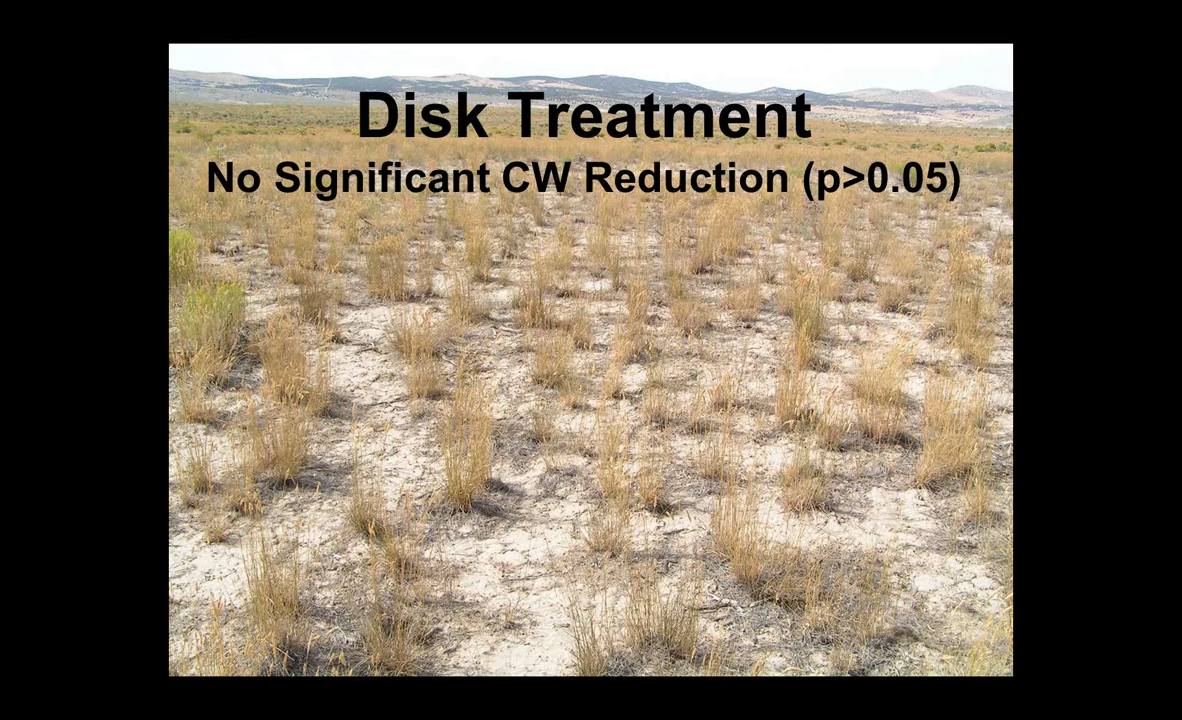 Disk Treatment
No Significant CW Reduction (p>0.05)